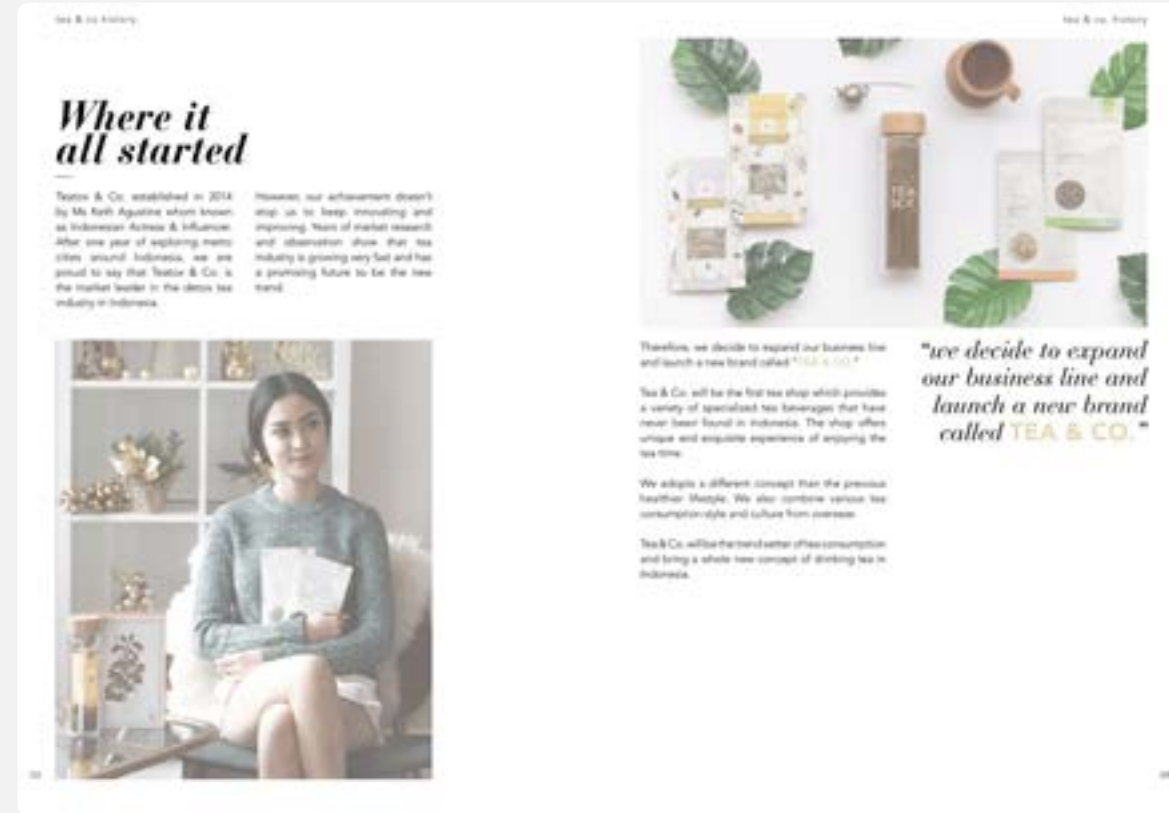 tea & co history
tea & co. history
Where it
all started
Teatox & Co. established in 2014
by Ms Kath Agustine whom known
as Indonesian Actress & Influencer.
After one year of exploring metro
cities around Indonesia, we are
proud to say that Teatox & Co. is
the market leader in the detox tea
industry in Indonesia.
However, our achievement doesn't
stop us to keep innovating and
improving. Years of market research
and observation show that tea
industry is growing very fast and has
a promising future to be the new
trend.
TEA
&CO
Therefore, we decide to expand our business line
and launch a new brand called "TEA & CO."
Tea & Co. will be the first tea shop which provides
a variety of specialized tea beverages that have
never been found in Indonesia. The shop offers
unique and exquisite experience of enjoying the
tea time.
We adopts a different concept than the previous
healthier lifestyle. We also combine various tea
consumption style and culture from overseas.
Tea & Co. will be the trend setter of tea consumption
and bring a whole new concept of drinking tea in
Indonesia.
"we decide to expand
our business line and
launch a new brand
called TEA & CO."